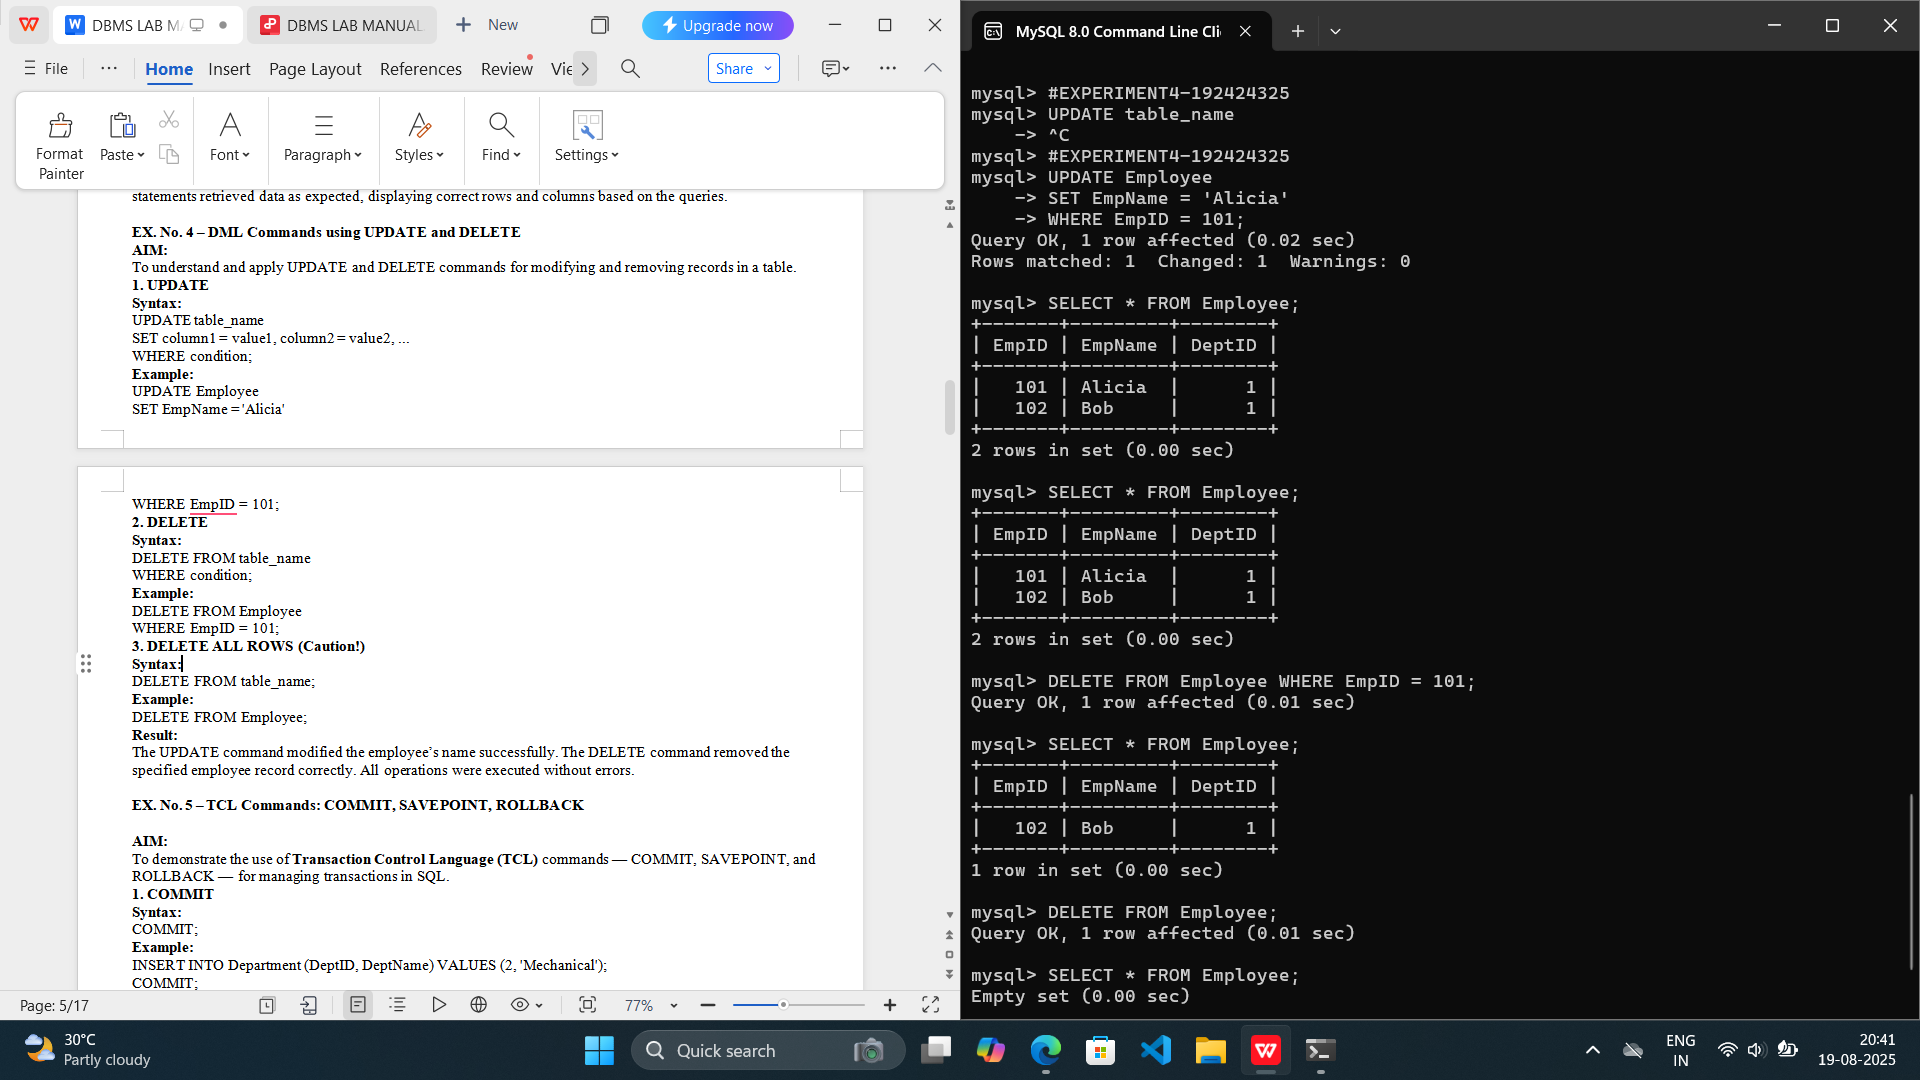 DBMS LAB M
DBMS LAB MANUAL
New
Upgrade now
File
Home
Insert
Page Layout
References
Review
Share
Format
Painter
Paste
Font
Paragraph
Styles
Find
Settings
statements retrieved data as expected, displaying correct rows and columns based on the queries.
EX. No. 4 – DML Commands using UPDATE and DELETE
AIM:
To understand and apply UPDATE and DELETE commands for modifying and removing records in a table.
1. UPDATE
Syntax:
UPDATE table_name
SET column1 = value1, column2 = value2, ...
WHERE condition;
Example:
UPDATE Employee
SET EmpName = 'Alicia'
WHERE EmpID = 101;
2. DELETE
Syntax:
DELETE FROM table_name
WHERE condition;
Example:
DELETE FROM Employee
WHERE EmpID = 101;
3. DELETE ALL ROWS (Caution!)
Syntax:
DELETE FROM table_name;
Example:
DELETE FROM Employee;
Result:
The UPDATE command modified the employee’s name successfully. The DELETE command removed the
specified employee record correctly. All operations were executed without errors.
EX. No. 5 – TCL Commands: COMMIT, SAVEPOINT, ROLLBACK
AIM:
To demonstrate the use of Transaction Control Language (TCL) commands — COMMIT, SAVEPOINT, and
ROLLBACK — for managing transactions in SQL.
1. COMMIT
Syntax:
COMMIT;
Example:
INSERT INTO Department (DeptID, DeptName) VALUES (2, 'Mechanical');
COMMIT;
Page: 5/17
77%
MySQL 8.0 Command Line Cli
mysql> #EXPERIMENT4-192424325
mysql> UPDATE table_name
-> ^C
mysql> #EXPERIMENT4-192424325
mysql> UPDATE Employee
-> SET EmpName = 'Alicia'
-> WHERE EmpID = 101;
Query OK, 1 row affected (0.02 sec)
Rows matched: 1  Changed: 1  Warnings: 0
mysql> SELECT * FROM Employee;
+-------+---------+--------+
| EmpID | EmpName | DeptID |
+-------+---------+--------+
|   101 | Alicia  |      1 |
|   102 | Bob     |      1 |
+-------+---------+--------+
2 rows in set (0.00 sec)
mysql> SELECT * FROM Employee;
+-------+---------+--------+
| EmpID | EmpName | DeptID |
+-------+---------+--------+
|   101 | Alicia  |      1 |
|   102 | Bob     |      1 |
+-------+---------+--------+
2 rows in set (0.00 sec)
mysql> DELETE FROM Employee WHERE EmpID = 101;
Query OK, 1 row affected (0.01 sec)
mysql> SELECT * FROM Employee;
+-------+---------+--------+
| EmpID | EmpName | DeptID |
+-------+---------+--------+
|   102 | Bob     |      1 |
+-------+---------+--------+
1 row in set (0.00 sec)
mysql> DELETE FROM Employee;
Query OK, 1 row affected (0.01 sec)
mysql> SELECT * FROM Employee;
Empty set (0.00 sec)
30°C
Partly cloudy
Quick search
ENG
IN
20:41
19-08-2025